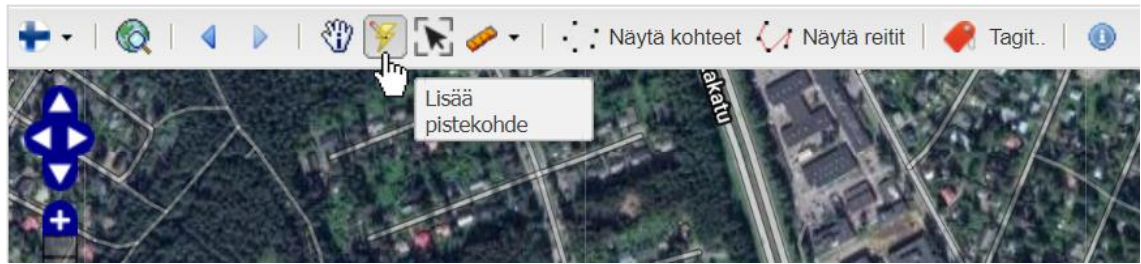 Näytä kohteet Näytä reitit Tagit..
Lisää
pistekohde
akatu